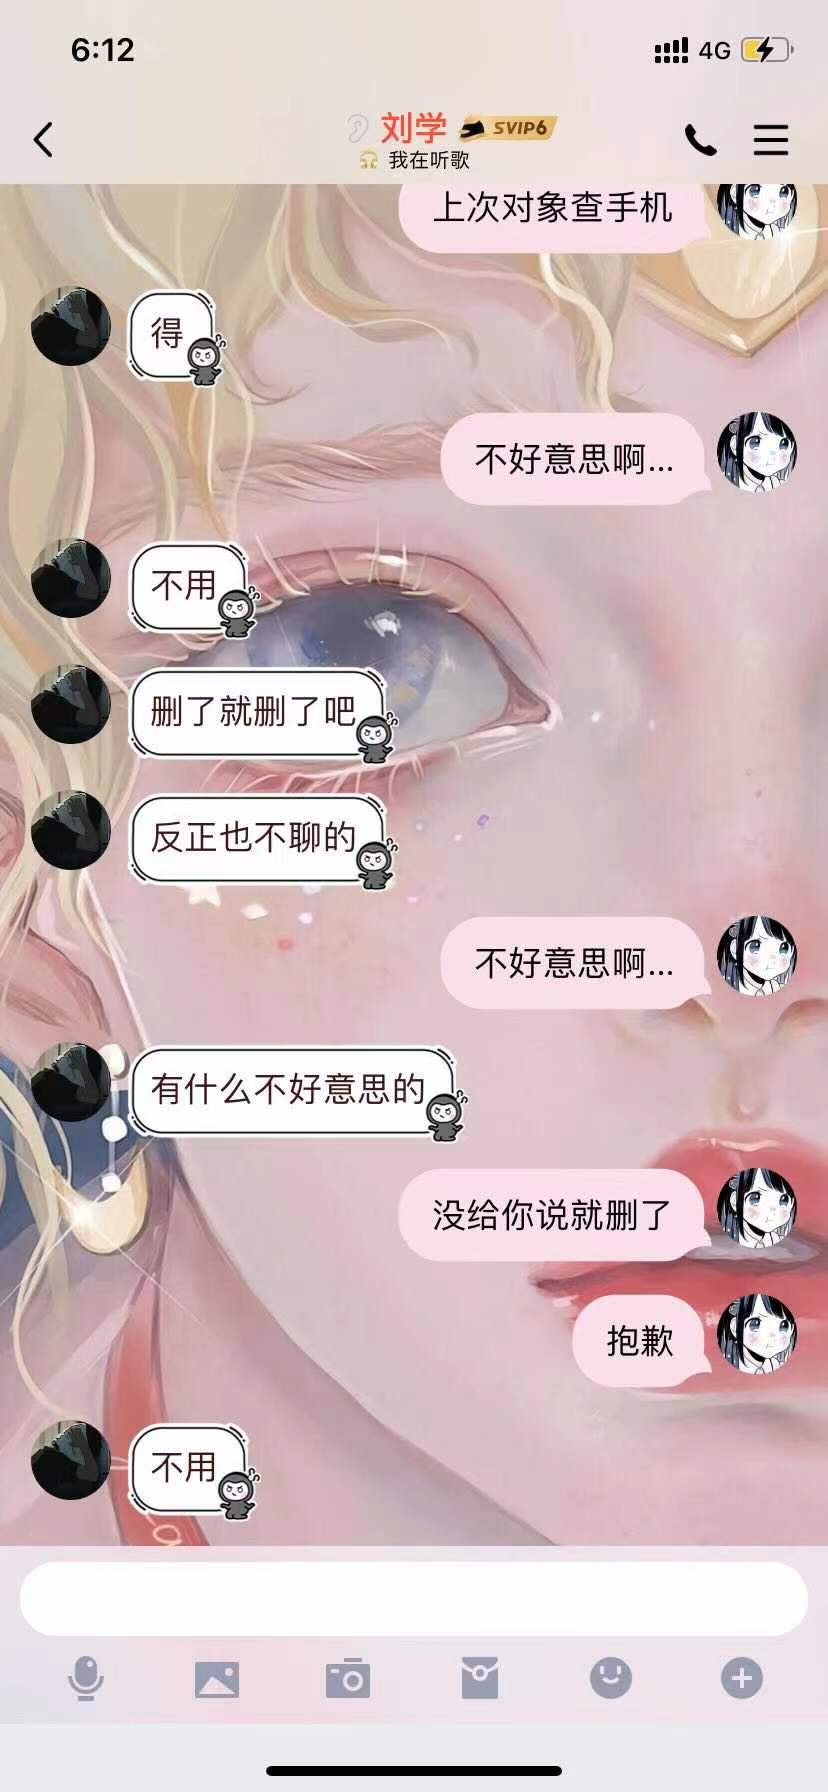 6:12
4G
刘学
SVIP6
我在听歌
上次对象查手机
得
不好意思啊...
不用
删了就删了吧
反正也不聊的
不好意思啊...
有什么不好意思的
没给你说就删了
抱歉
不用